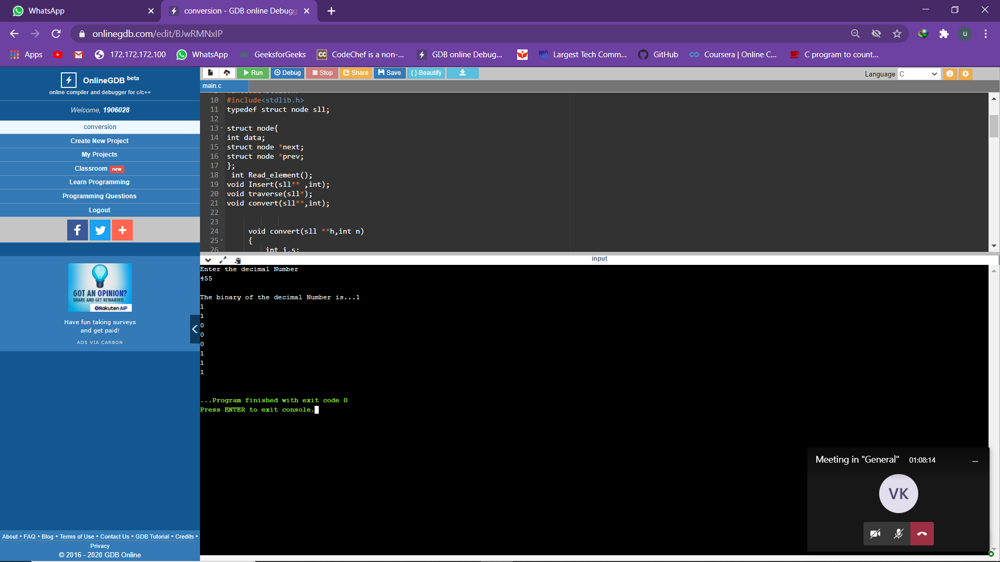 WhatsApp
conversion - GDB online Debugg
onlinegdb.com/edit/BJwRMNxIP
u
Apps
172.172.172.100
WhatsApp
GeeksforGeeks
CC
CodeChef is a non-...
GDB online Debug...
Largest Tech Comm...
GitHub
Coursera | Online C...
C program to count...
OnlineGDB beta
online compiler and debugger for c/c++
Welcome, 1906028
conversion
Create New Project
My Projects
Classroom new
Learn Programming
Programming Questions
Logout
GOT AN OPINION?
SHARE AND GET REWARDED.
Rakuten AIP
Have fun taking surveys
and get paid!
ADS VIA CARBON
About • FAQ • Blog • Terms of Use • Contact Us • GDB Tutorial • Credits •
Privacy
© 2016 - 2020 GDB Online
Run Debug Stop Share Save { } Beautify
Language C
main.c
10 #include<stdlib.h>
11 typedef struct node sll;
12
13 struct node{
14 int data;
15 struct node *next;
16 struct node *prev;
17 };
18 int Read_element();
19 void Insert(sll** ,int);
20 void traverse(sll*);
21 void convert(sll**,int);
22
23
24 void convert(sll **h,int n)
25 {
26 int i,s;
input
Enter the decimal Number
455
The binary of the decimal Number is...1
1
1
0
0
0
1
1
1
...Program finished with exit code 0
Press ENTER to exit console.
Meeting in "General" 01:08:14
VK